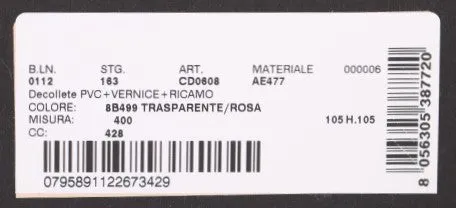 B.LN. STG. ART. MATERIALE 000006
0112 163 CD0608 AE477
Decollete PVC+VERNICE+RICAMO
COLORE: 8B499 TRASPARENTE/ROSA
MISURA: 400 105 H.105
CC: 428
0795891122673429
8 056305 387720